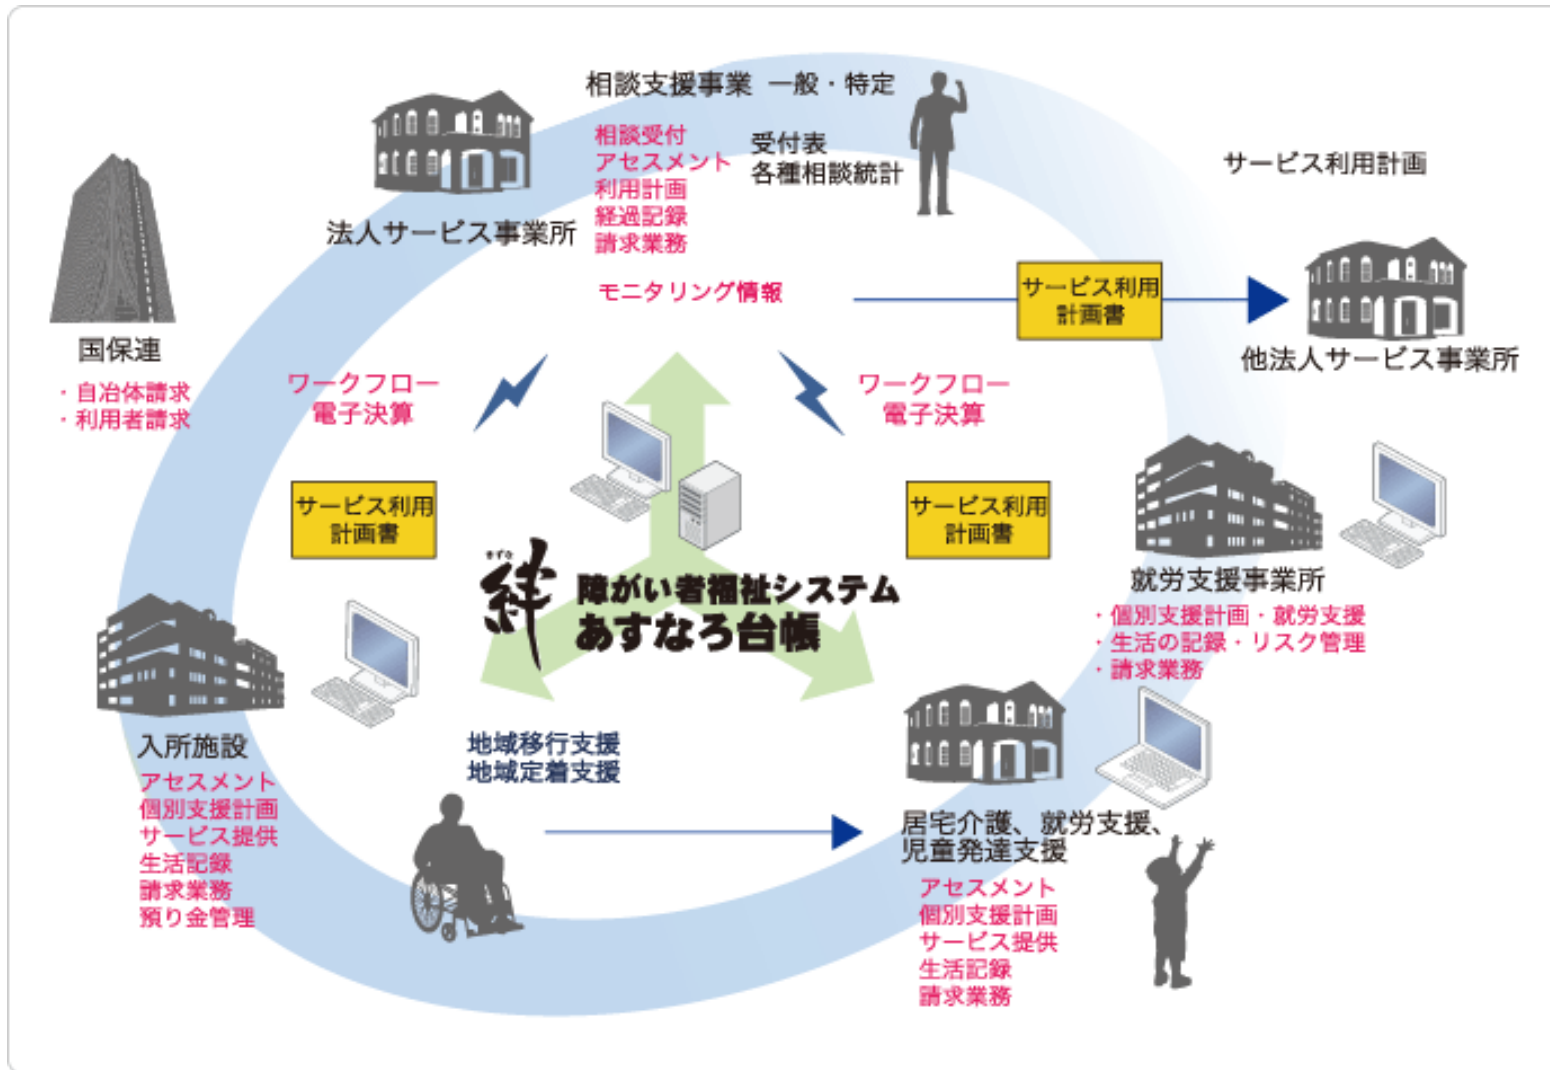 相談支援事業 一般・特定
相談受付
アセスメント
利用計画
経過記録
請求業務
受付表
各種相談統計
モニタリング情報
法人サービス事業所
サービス利用計画
サービス利用
計画書
他法人サービス事業所
国保連
・自治体請求
・利用者請求
ワークフロー
電子決算
ワークフロー
電子決算
サービス利用
計画書
サービス利用
計画書
きずな
絆
障がい者福祉システム
あすなろ台帳
就労支援事業所
・個別支援計画・就労支援
・生活の記録・リスク管理
・請求業務
入所施設
アセスメント
個別支援計画
サービス提供
生活記録
請求業務
預り金管理
地域移行支援
地域定着支援
居宅介護、就労支援、
児童発達支援
アセスメント
個別支援計画
サービス提供
生活記録
請求業務